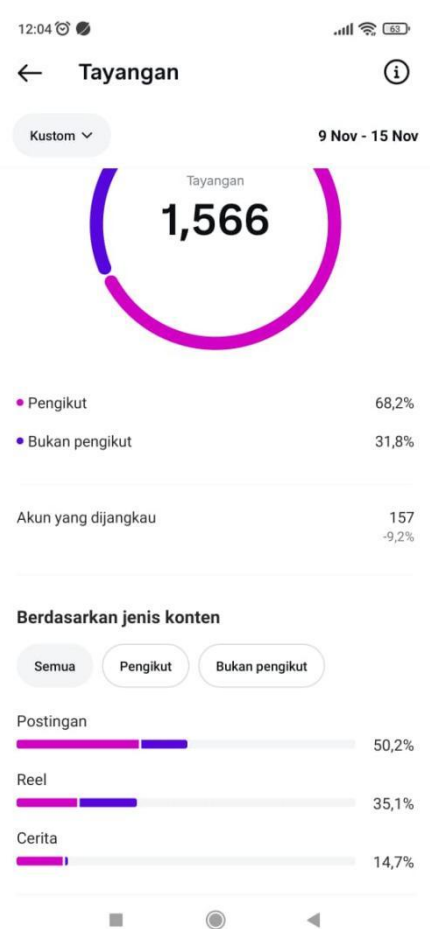 12:04
63
Tayangan
Kustom
9 Nov - 15 Nov
Tayangan
1,566
Pengikut 68,2%
Bukan pengikut 31,8%
Akun yang dijangkau 157
-9,2%
Berdasarkan jenis konten
Semua Pengikut Bukan pengikut
Postingan
50,2%
Reel
35,1%
Cerita
14,7%